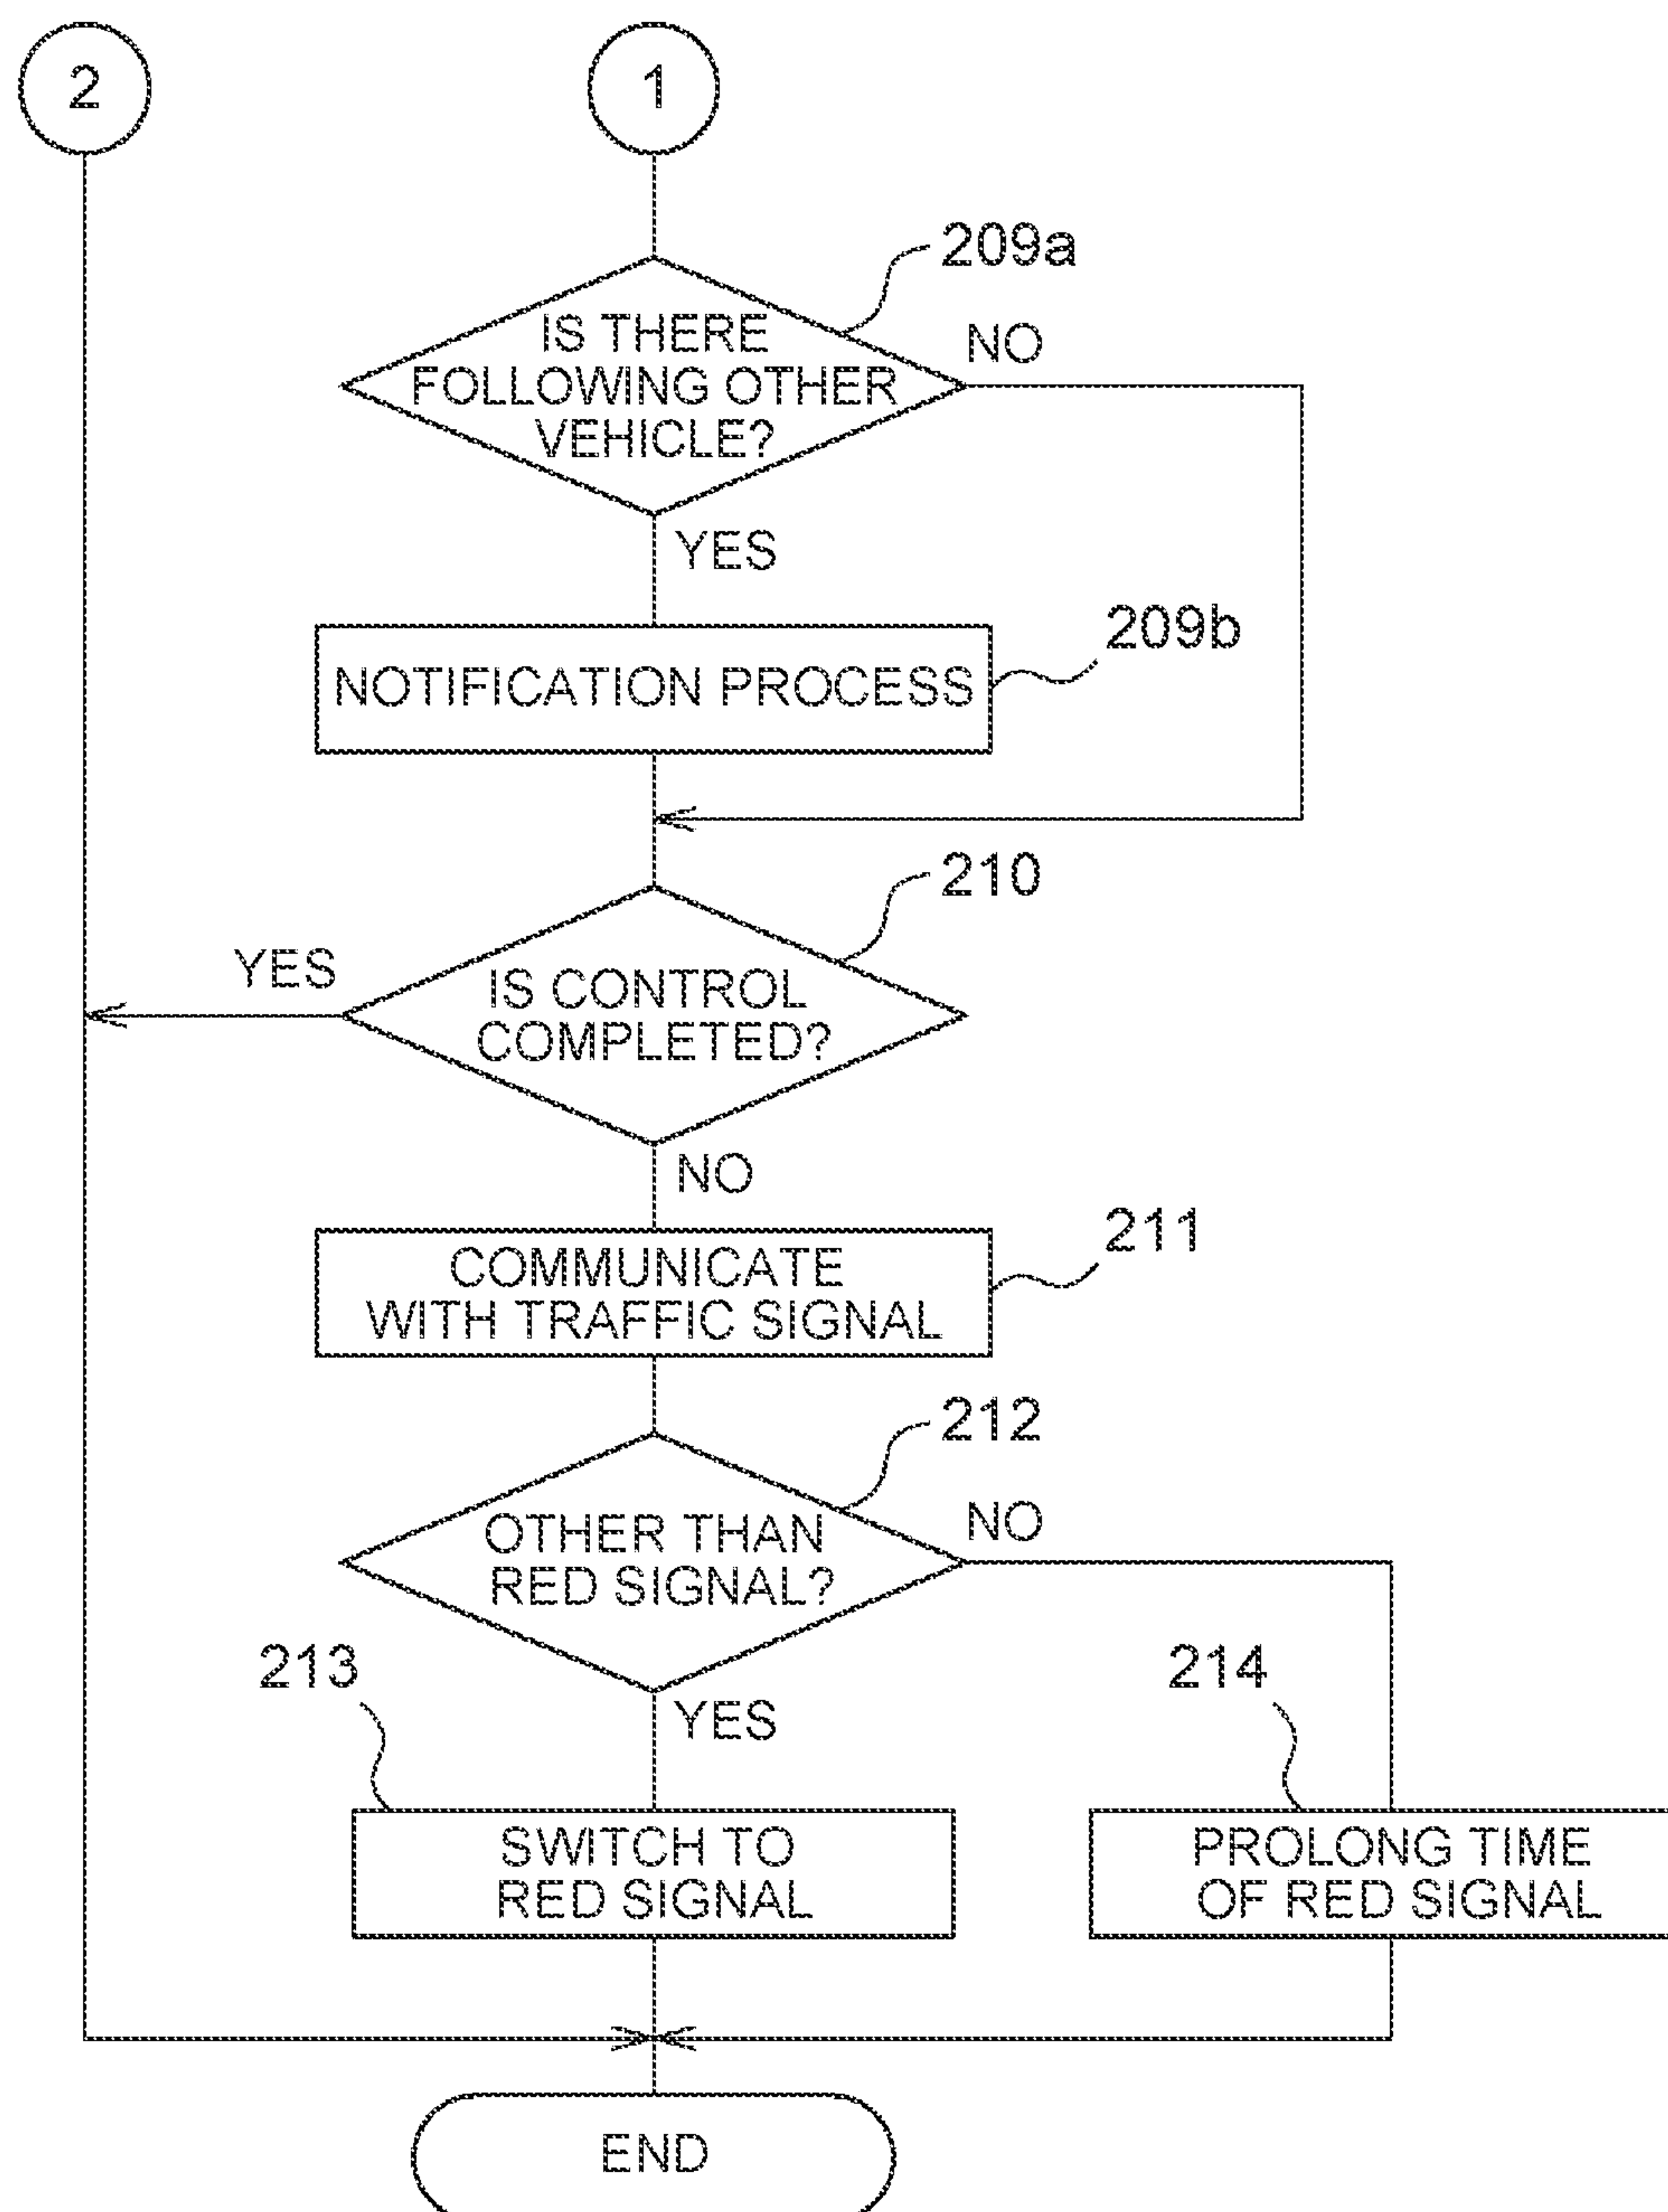 2
1
209a
IS THERE
FOLLOWING OTHER
VEHICLE?
NO
YES
209b
NOTIFICATION PROCESS
210
YES
IS CONTROL
COMPLETED?
NO
211
COMMUNICATE
WITH TRAFFIC SIGNAL
212
OTHER THAN
RED SIGNAL?
NO
213
214
YES
SWITCH TO
RED SIGNAL
PROLONG TIME
OF RED SIGNAL
END